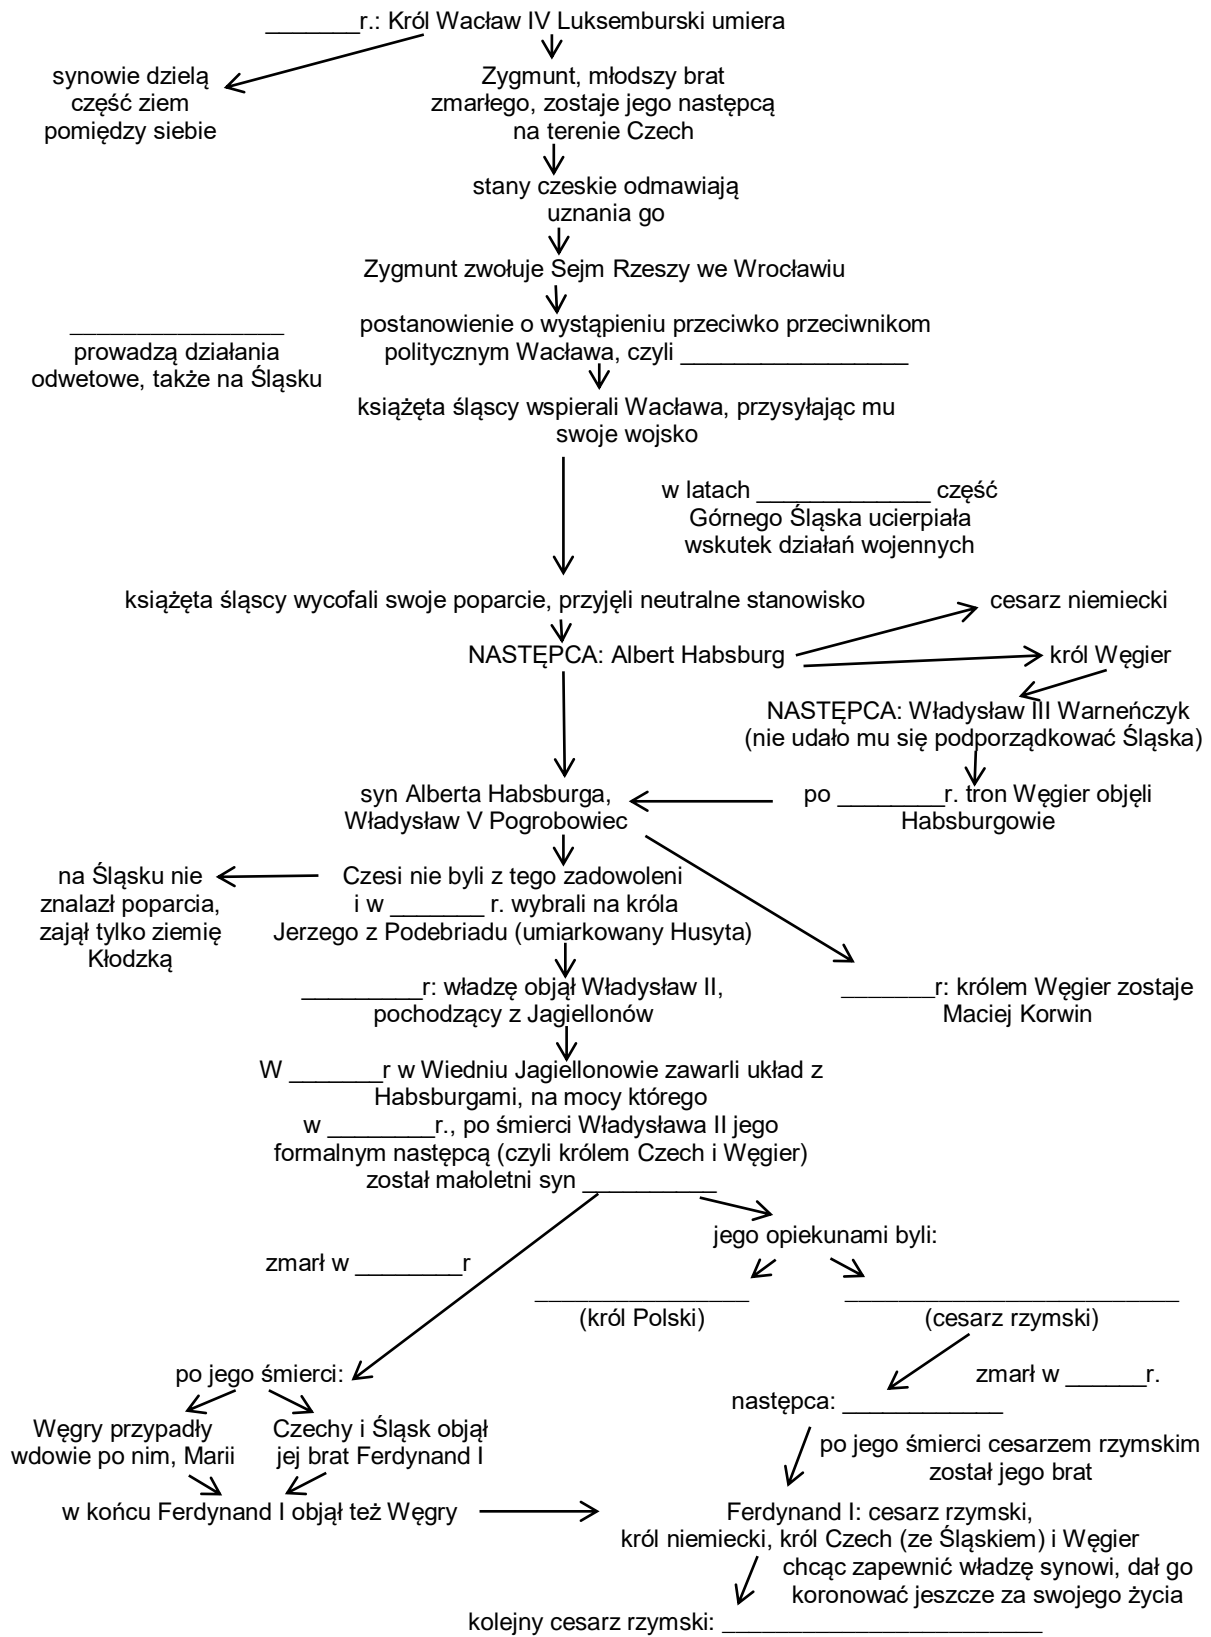 _______r.: Król Wacław IV Luksemburski umiera
synowie dzielą
część ziem
pomiędzy siebie
Zygmunt, młodszy brat
zmarłego, zostaje jego następcą
na terenie Czech
stany czeskie odmawiają
uznania go
Zygmunt zwołuje Sejm Rzeszy we Wrocławiu
________________
prowadzą działania
odwetowe, także na Śląsku
postanowienie o wystąpieniu przeciwko przeciwnikom
politycznym Wacława, czyli _________________
książęta śląscy wspierali Wacława, przysyłając mu
swoje wojsko
w latach _____________ część
Górnego Śląska ucierpiała
wskutek działań wojennych
książęta śląscy wycofali swoje poparcie, przyjęli neutralne stanowisko
cesarz niemiecki
NASTĘPCA: Albert Habsburg
król Węgier
NASTĘPCA: Władysław III Warneńczyk
(nie udało mu się podporządkować Śląska)
syn Alberta Habsburga,
Władysław V Pogrobowiec
po ________r. tron Węgier objęli
Habsburgowie
na Śląsku nie
znalazł poparcia,
zajął tylko ziemię
Kłodzką
Czesi nie byli z tego zadowoleni
i w _______ r. wybrali na króla
Jerzego z Podebriadu (umiarkowany Husyta)
_________r: władzę objął Władysław II,
pochodzący z Jagiellonów
_______r: królem Węgier zostaje
Maciej Korwin
W _______r w Wiedniu Jagiellonowie zawarli układ z
Habsburgami, na mocy którego
w ________r., po śmierci Władysława II jego
formalnym następcą (czyli królem Czech i Węgier)
został małoletni syn __________
jego opiekunami byli:
zmarł w ________r
________________
(król Polski)
_________________________
(cesarz rzymski)
po jego śmierci:
zmarł w ______r.
następca: ____________
Węgry przypadły
wdowie po nim, Marii
Czechy i Śląsk objął
jej brat Ferdynand I
po jego śmierci cesarzem rzymskim
został jego brat
w końcu Ferdynand I objął też Węgry
Ferdynand I: cesarz rzymski,
król niemiecki, król Czech (ze Śląskiem) i Węgier
chcąc zapewnić władzę synowi, dał go
koronować jeszcze za swojego życia
kolejny cesarz rzymski: ________________________